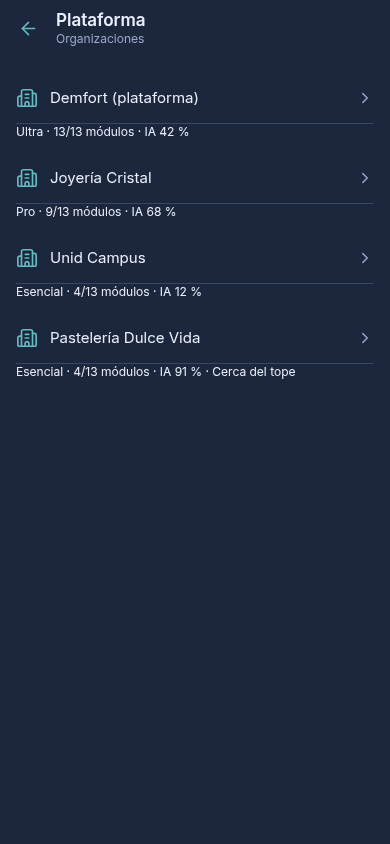 Plataforma
Organizaciones
Demfort (plataforma)
Ultra · 13/13 módulos · IA 42 %
Joyería Cristal
Pro · 9/13 módulos · IA 68 %
Unid Campus
Esencial · 4/13 módulos · IA 12 %
Pastelería Dulce Vida
Esencial · 4/13 módulos · IA 91 % · Cerca del tope